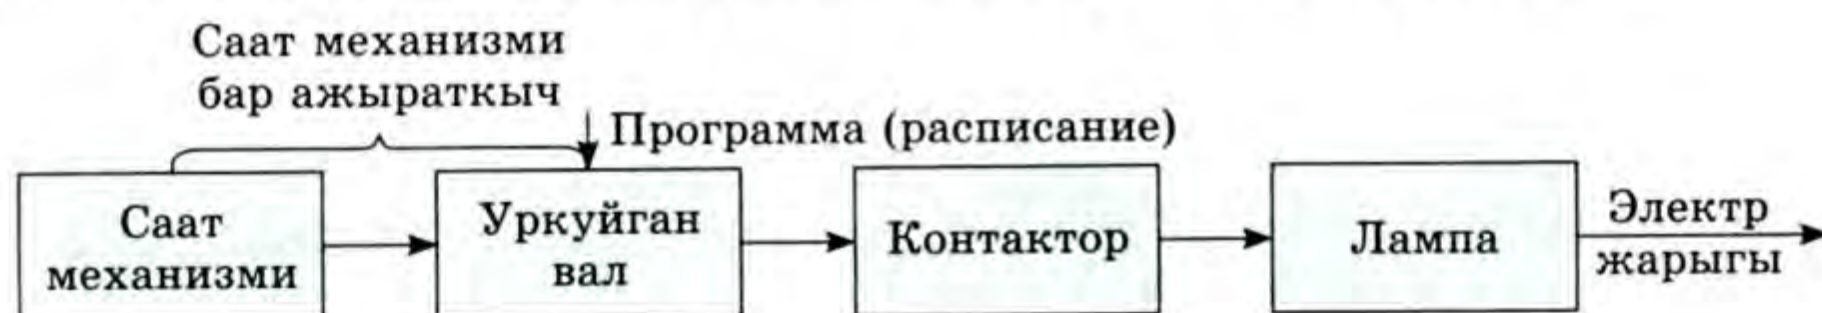 Саат механизми
бар ажыраткыч
Программа (расписание)
Саат
механизми
Уркуйган
вал
Контактор
Лампа
Электр
жарыгы